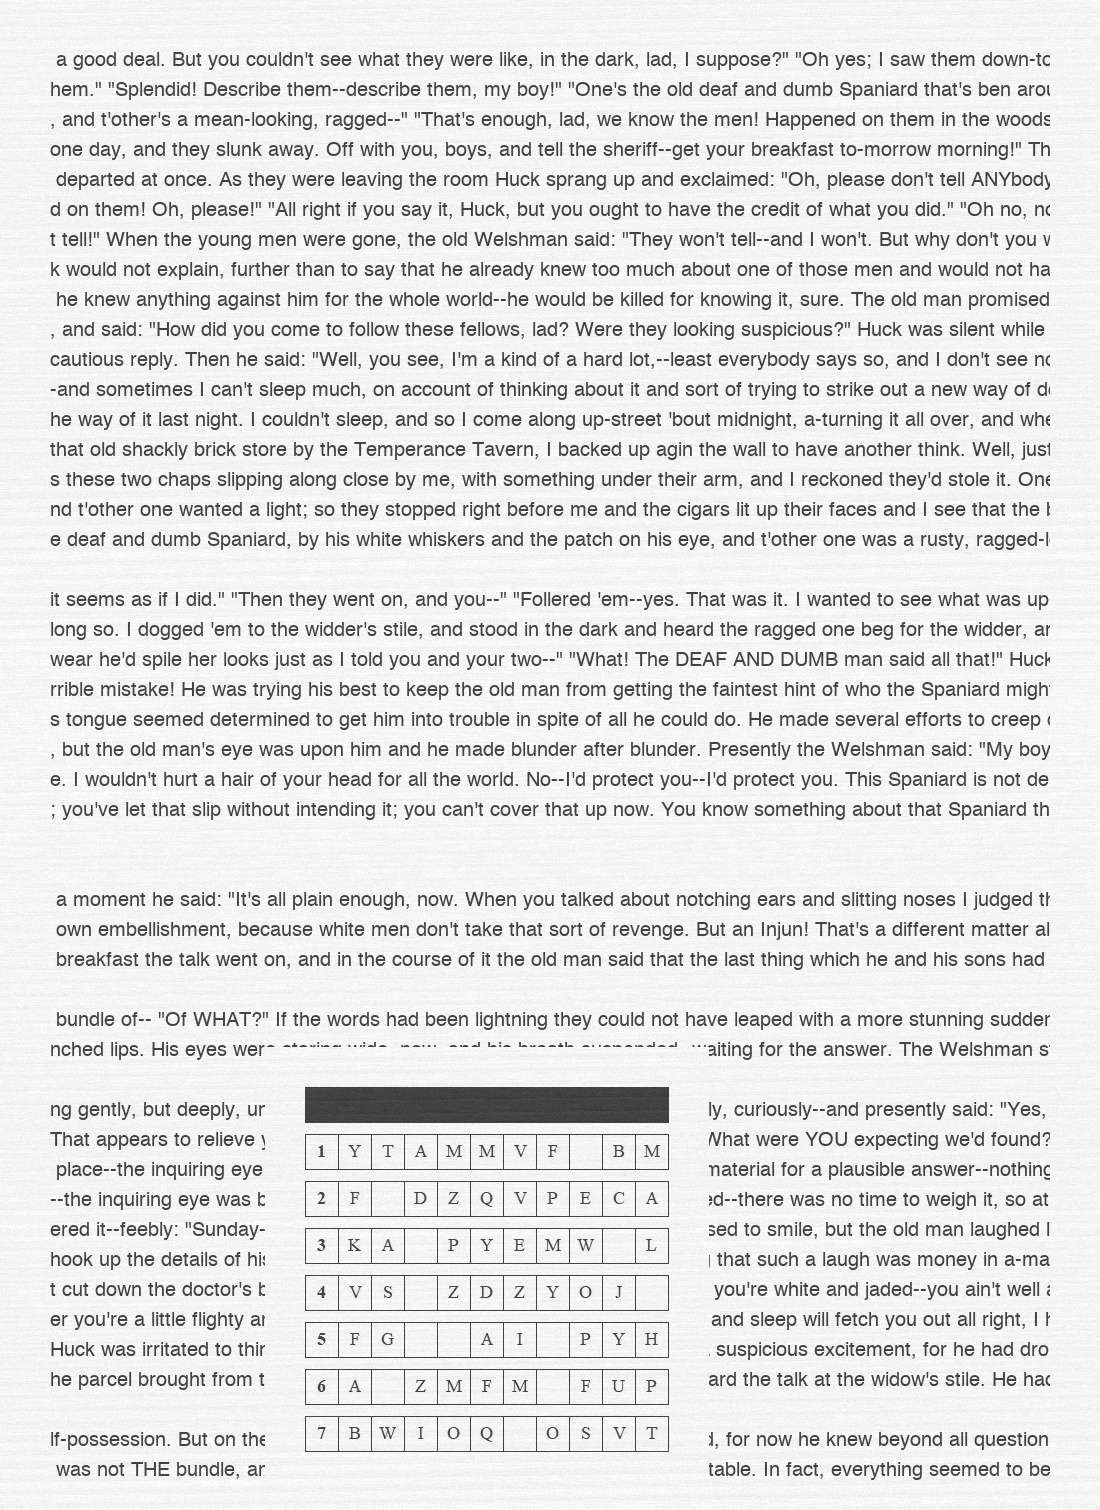 a good deal. But you couldn't see what they were like, in the dark, lad, I suppose?" "Oh yes; I saw them down-to
hem." "Splendid! Describe them--describe them, my boy!" "One's the old deaf and dumb Spaniard that's ben arou
, and t'other's a mean-looking, ragged--" "That's enough, lad, we know the men! Happened on them in the woods
one day, and they slunk away. Off with you, boys, and tell the sheriff--get your breakfast to-morrow morning!" Th
departed at once. As they were leaving the room Huck sprang up and exclaimed: "Oh, please don't tell ANYbody
d on them! Oh, please!" "All right if you say it, Huck, but you ought to have the credit of what you did." "Oh no, no
t tell!" When the young men were gone, the old Welshman said: "They won't tell--and I won't. But why don't you w
k would not explain, further than to say that he already knew too much about one of those men and would not ha
he knew anything against him for the whole world--he would be killed for knowing it, sure. The old man promised
, and said: "How did you come to follow these fellows, lad? Were they looking suspicious?" Huck was silent while
cautious reply. Then he said: "Well, you see, I'm a kind of a hard lot,--least everybody says so, and I don't see no
-and sometimes I can't sleep much, on account of thinking about it and sort of trying to strike out a new way of do
he way of it last night. I couldn't sleep, and so I come along up-street 'bout midnight, a-turning it all over, and whe
that old shackly brick store by the Temperance Tavern, I backed up agin the wall to have another think. Well, just
s these two chaps slipping along close by me, with something under their arm, and I reckoned they'd stole it. One
nd t'other one wanted a light; so they stopped right before me and the cigars lit up their faces and I see that the b
e deaf and dumb Spaniard, by his white whiskers and the patch on his eye, and t'other one was a rusty, ragged-l
it seems as if I did." "Then they went on, and you--" "Follered 'em--yes. That was it. I wanted to see what was up
long so. I dogged 'em to the widder's stile, and stood in the dark and heard the ragged one beg for the widder, an
wear he'd spile her looks just as I told you and your two--" "What! The DEAF AND DUMB man said all that!" Huck
rrible mistake! He was trying his best to keep the old man from getting the faintest hint of who the Spaniard might
s tongue seemed determined to get him into trouble in spite of all he could do. He made several efforts to creep
, but the old man's eye was upon him and he made blunder after blunder. Presently the Welshman said: "My boy
e. I wouldn't hurt a hair of your head for all the world. No--I'd protect you--I'd protect you. This Spaniard is not de
; you've let that slip without intending it; you can't cover that up now. You know something about that Spaniard th
a moment he said: "It's all plain enough, now. When you talked about notching ears and slitting noses I judged th
own embellishment, because white men don't take that sort of revenge. But an Injun! That's a different matter al
breakfast the talk went on, and in the course of it the old man said that the last thing which he and his sons had
bundle of-- "Of WHAT?" If the words had been lightning they could not have leaped with a more stunning sudden
nched lips. His eyes were staring wide, now, and his breath suspended--waiting for the answer. The Welshman st
ng gently, but deeply, un ly, curiously--and presently said: "Yes,
That appears to relieve y What were YOU expecting we'd found?
place--the inquiring eye material for a plausible answer--nothing
--the inquiring eye was b ed--there was no time to weigh it, so at
ered it--feebly: "Sunday- sed to smile, but the old man laughed l
hook up the details of his that such a laugh was money in a-ma
t cut down the doctor's b you're white and jaded--you ain't well a
er you're a little flighty an and sleep will fetch you out all right, I h
Huck was irritated to thin suspicious excitement, for he had dro
he parcel brought from t ard the talk at the widow's stile. He had
lf-possession. But on the d, for now he knew beyond all question
was not THE bundle, an table. In fact, everything seemed to be
1 Y T A M M V F B M
2 F D Z Q V P E C A
3 K A P Y E M W L
4 V S Z D Z Y O J
5 F G A I P Y H
6 A Z M F M F U P
7 B W I O Q O S V T